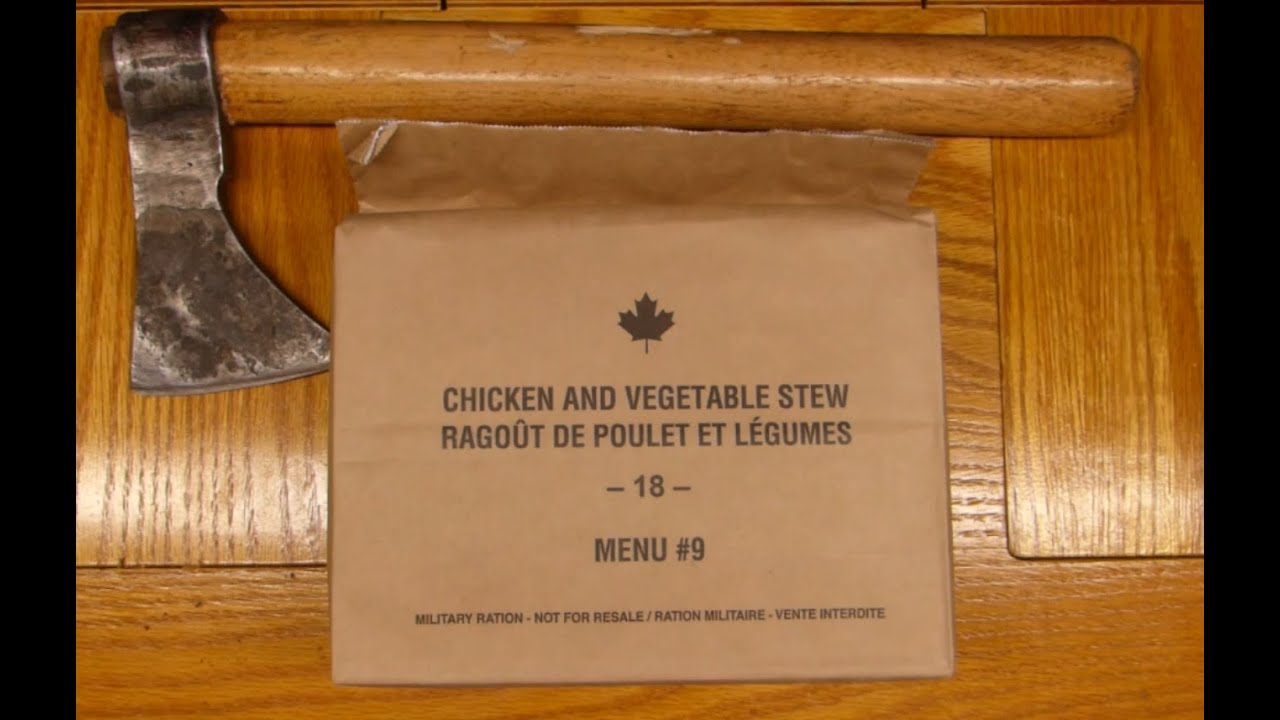 CHICKEN AND VEGETABLE STEW
RAGOÛT DE POULET ET LÉGUMES
– 18 –
MENU #9
MILITARY RATION - NOT FOR RESALE / RATION MILITAIRE - VENTE INTERDITE